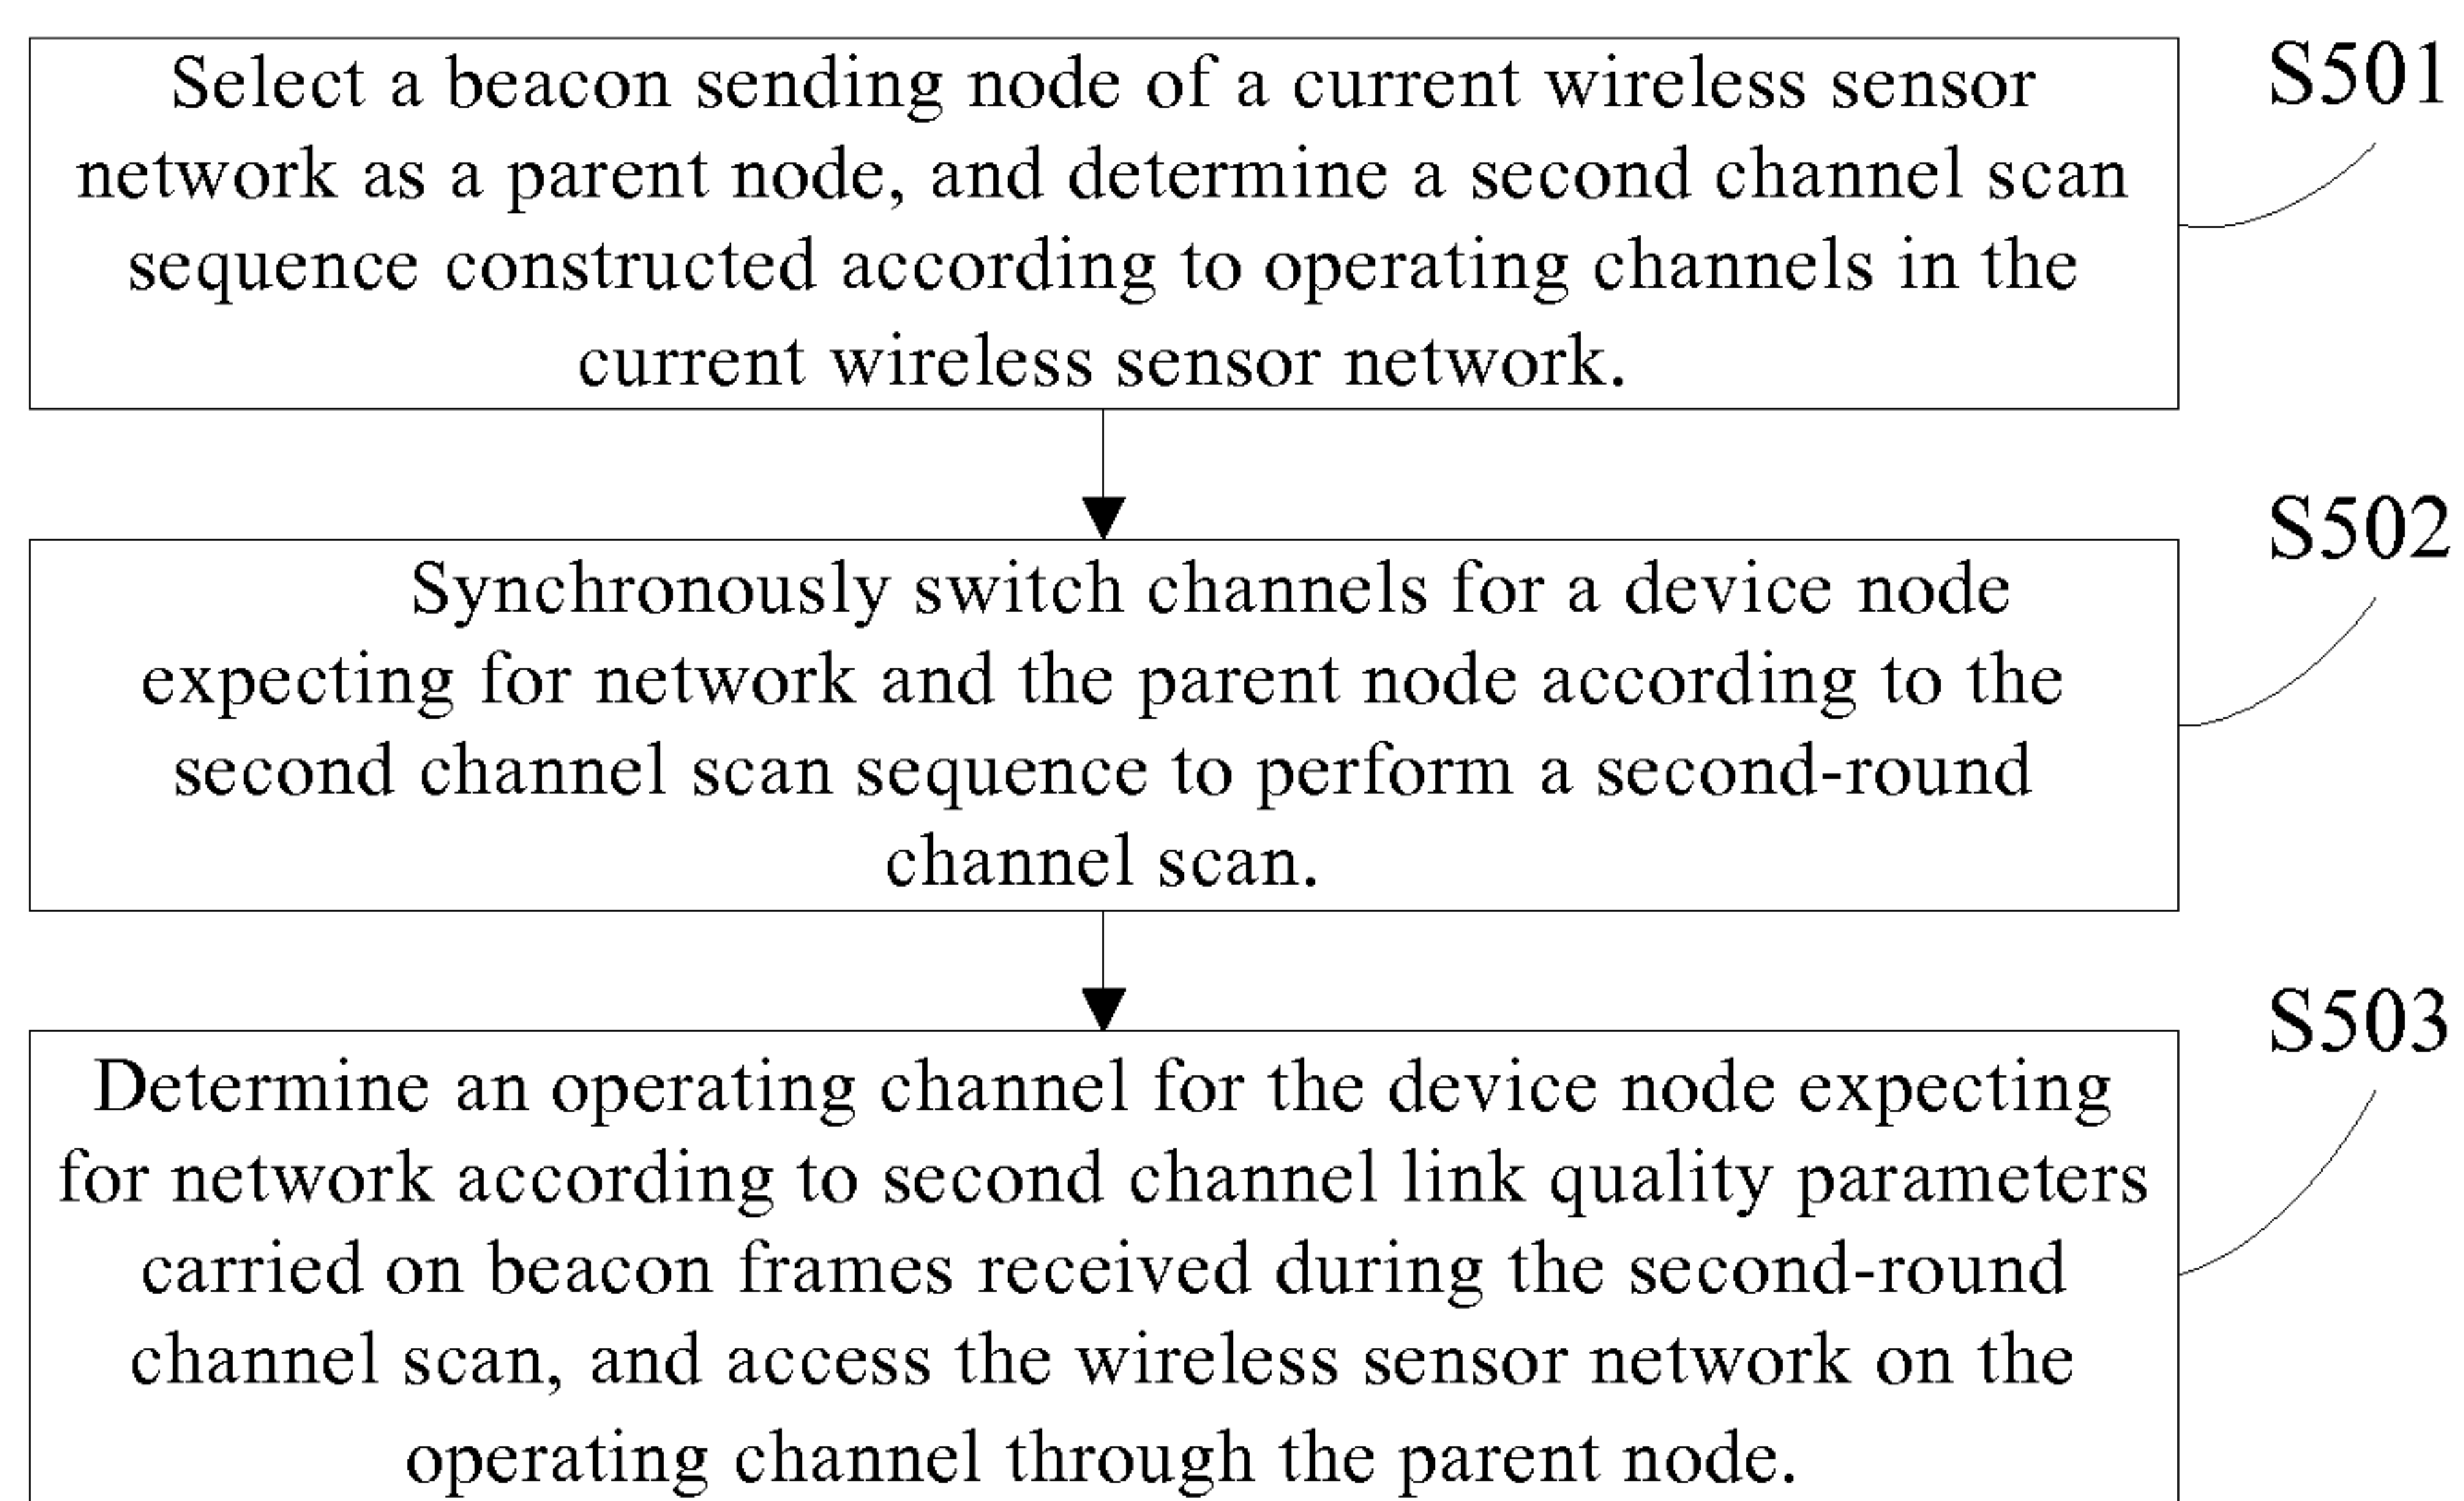 Select a beacon sending node of a current wireless sensor
network as a parent node, and determine a second channel scan
sequence constructed according to operating channels in the
current wireless sensor network.
S501
Synchronously switch channels for a device node
expecting for network and the parent node according to the
second channel scan sequence to perform a second-round
channel scan.
S502
Determine an operating channel for the device node expecting
for network according to second channel link quality parameters
carried on beacon frames received during the second-round
channel scan, and access the wireless sensor network on the
operating channel through the parent node.
S503